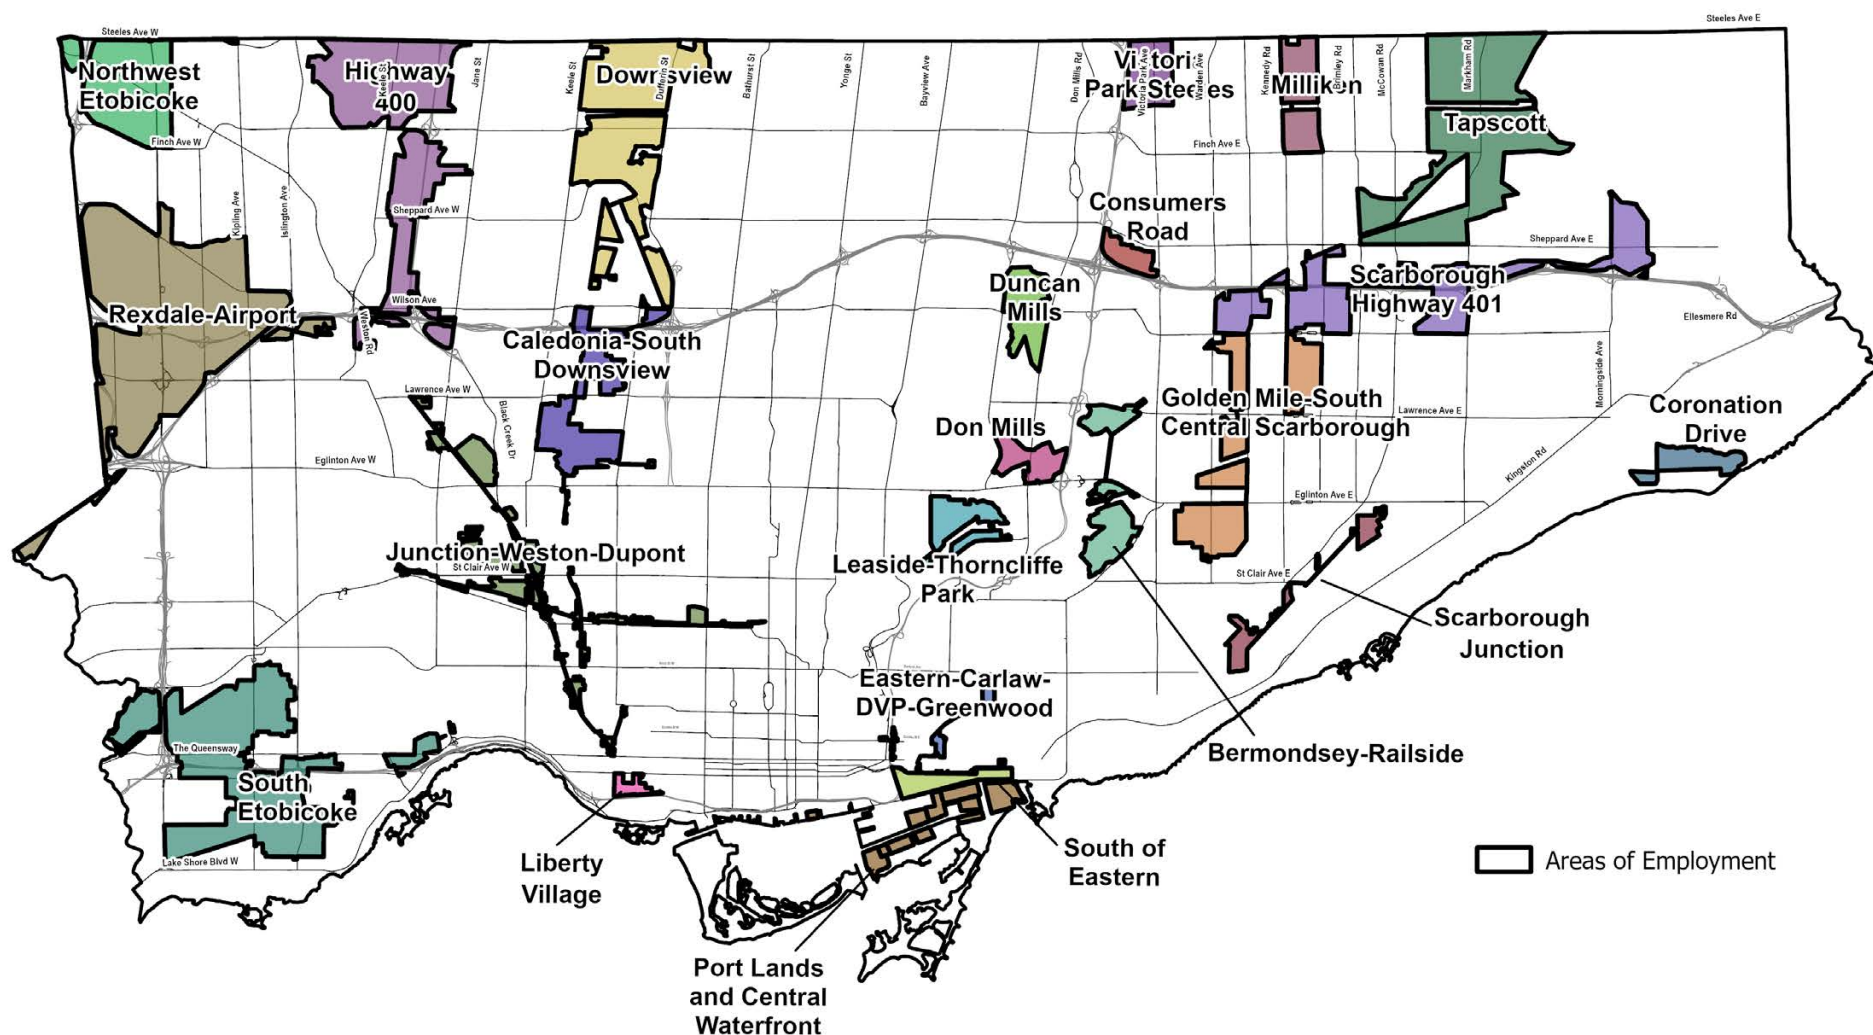 Steeles Ave W
Steeles Ave E
Northwest
Etobicoke
Highway
400
Downsview
Victoria
Park Steeles
Milliken
Tapscott
Keele St
Jane St
Keele St
Dufferin St
Bathurst St
Yonge St
Bayview Ave
Don Mills Rd
Victoria Park Ave
Warden Ave
Kennedy Rd
Brimley Rd
McCowan Rd
Markham Rd
Finch Ave W
Finch Ave E
Kipling Ave
Islington Ave
Sheppard Ave W
Consumers
Road
Sheppard Ave E
Rexdale-Airport
Wilson Ave
Weston Rd
Duncan
Mills
Scarborough
Highway 401
Ellesmere Rd
Caledonia-South
Downsview
Morningside Ave
Lawrence Ave W
Black Creek Dr
Golden Mile-South
Central Scarborough
Lawrence Ave E
Coronation
Drive
Don Mills
Eglinton Ave W
Kingston Rd
Eglinton Ave E
Junction-Weston-Dupont
St Clair Ave W
Leaside-Thorncliffe
Park
St Clair Ave E
Scarborough
Junction
Eastern-Carlaw-
DVP-Greenwood
The Queensway
Bermondsey-Railside
South
Etobicoke
Lake Shore Blvd W
Liberty
Village
South of
Eastern
Areas of Employment
Port Lands
and Central
Waterfront